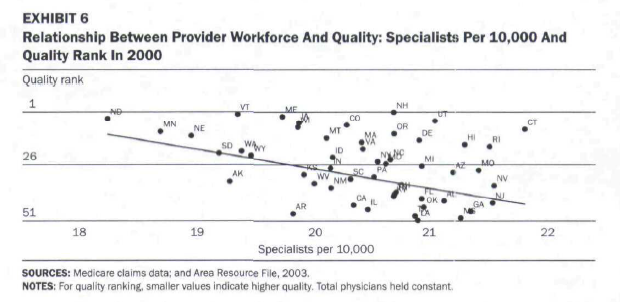 EXHIBIT 6
Relationship Between Provider Workforce And Quality: Specialists Per 10,000 And
Quality Rank In 2000
Quality rank
1
ND
VT
ME
NH
MN
NE
CO
UT
CT
MT
MA
OR
DE
HI
RI
SD
WA
WY
ID
NC
26
IN
MI
AZ
MO
AK
KS
WV
NM
SC
PA
NV
CA
IL
FL
OK
AL
GA
NJ
AR
LA
51
18 19 20 21 22
Specialists per 10,000
SOURCES: Medicare claims data; and Area Resource File, 2003.
NOTES: For quality ranking, smaller values indicate higher quality. Total physicians held constant.